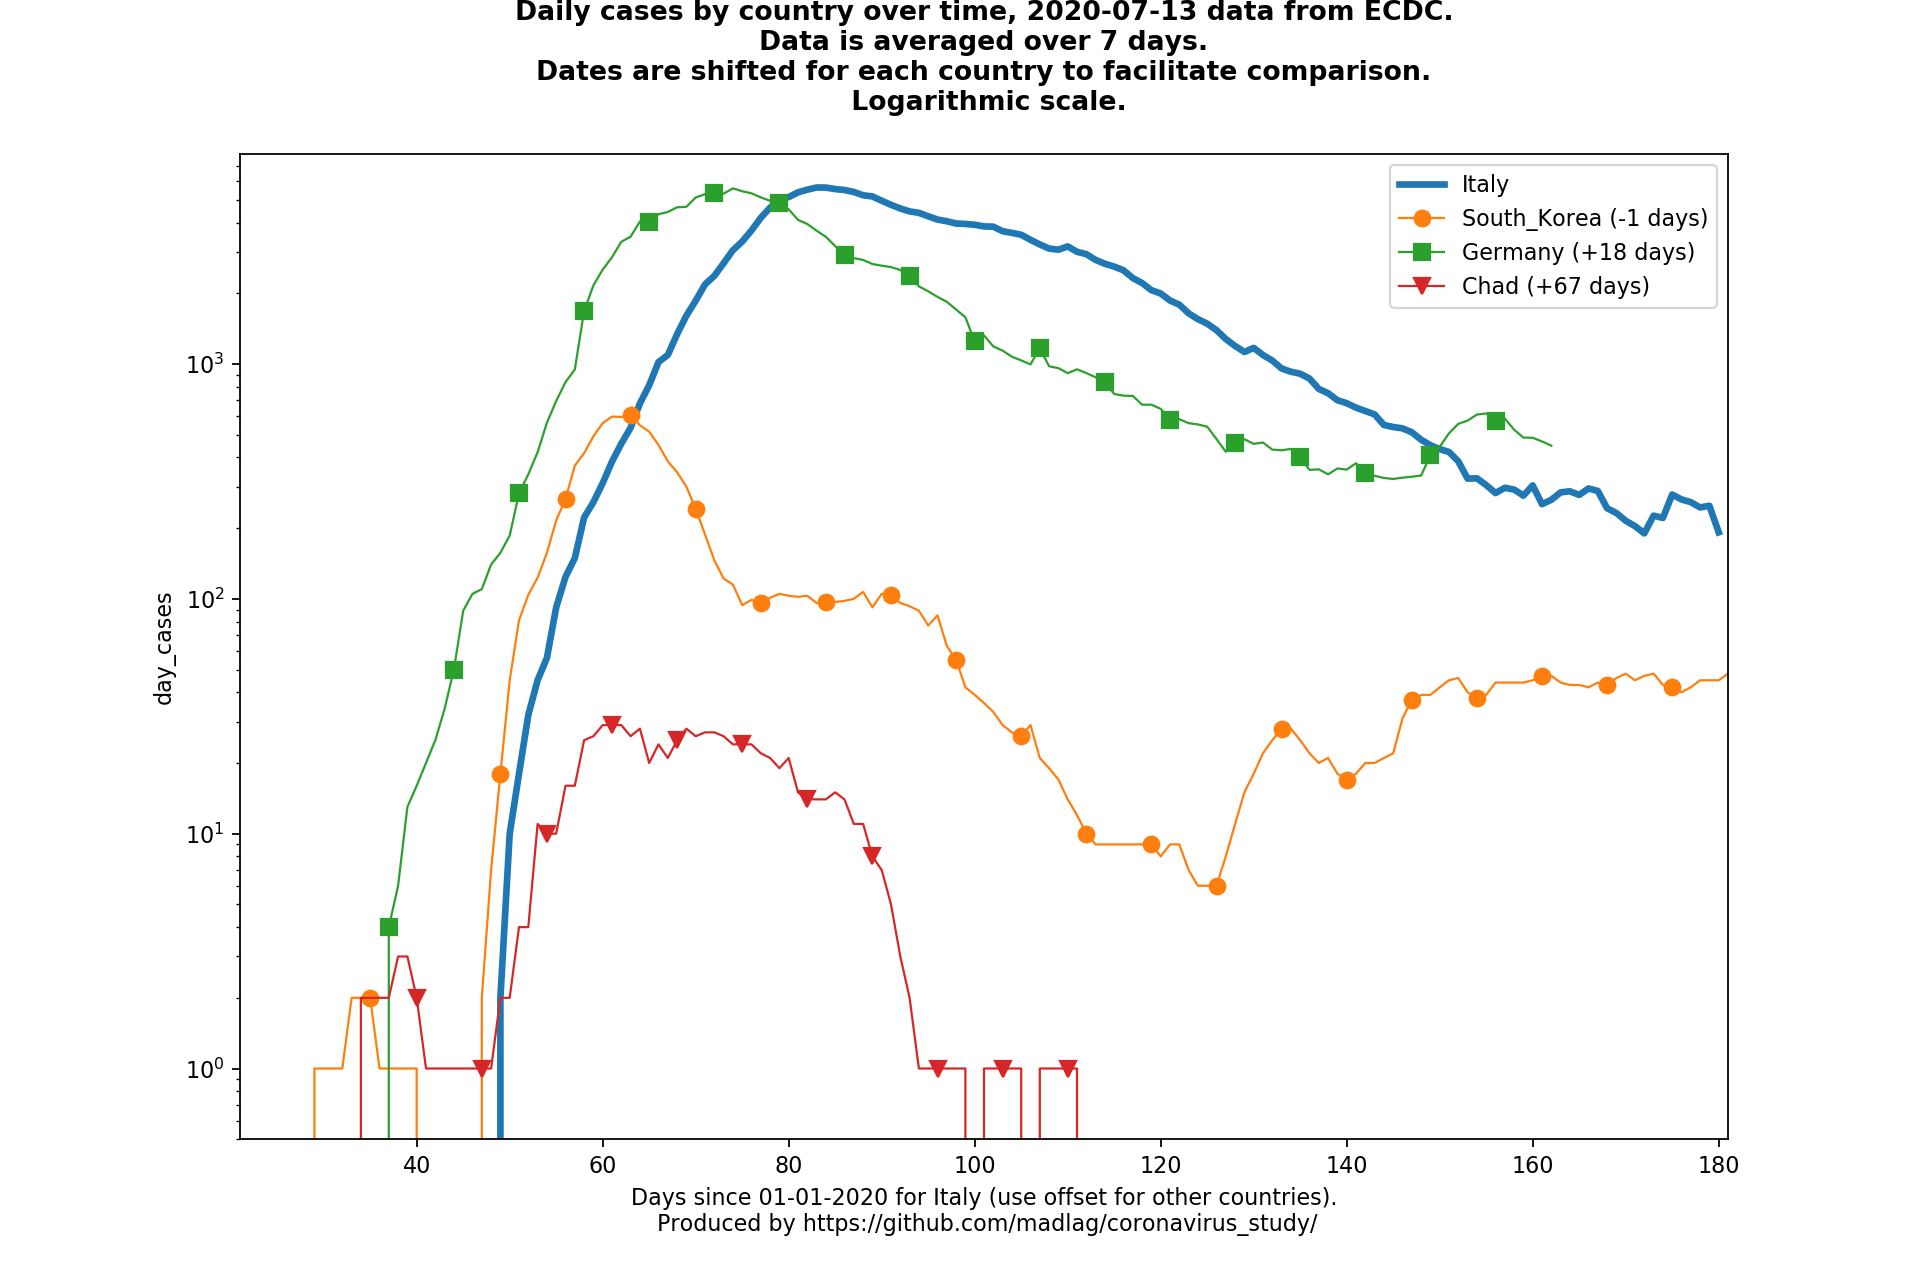 Daily cases by country over time, 2020-07-13 data from ECDC.
Data is averaged over 7 days.
Dates are shifted for each country to facilitate comparison.
Logarithmic scale.
Italy
South_Korea (-1 days)
Germany (+18 days)
Chad (+67 days)
10³
10²
10¹
10⁰
day_cases
40 60 80 100 120 140 160 180
Days since 01-01-2020 for Italy (use offset for other countries).
Produced by https://github.com/madlag/coronavirus_study/